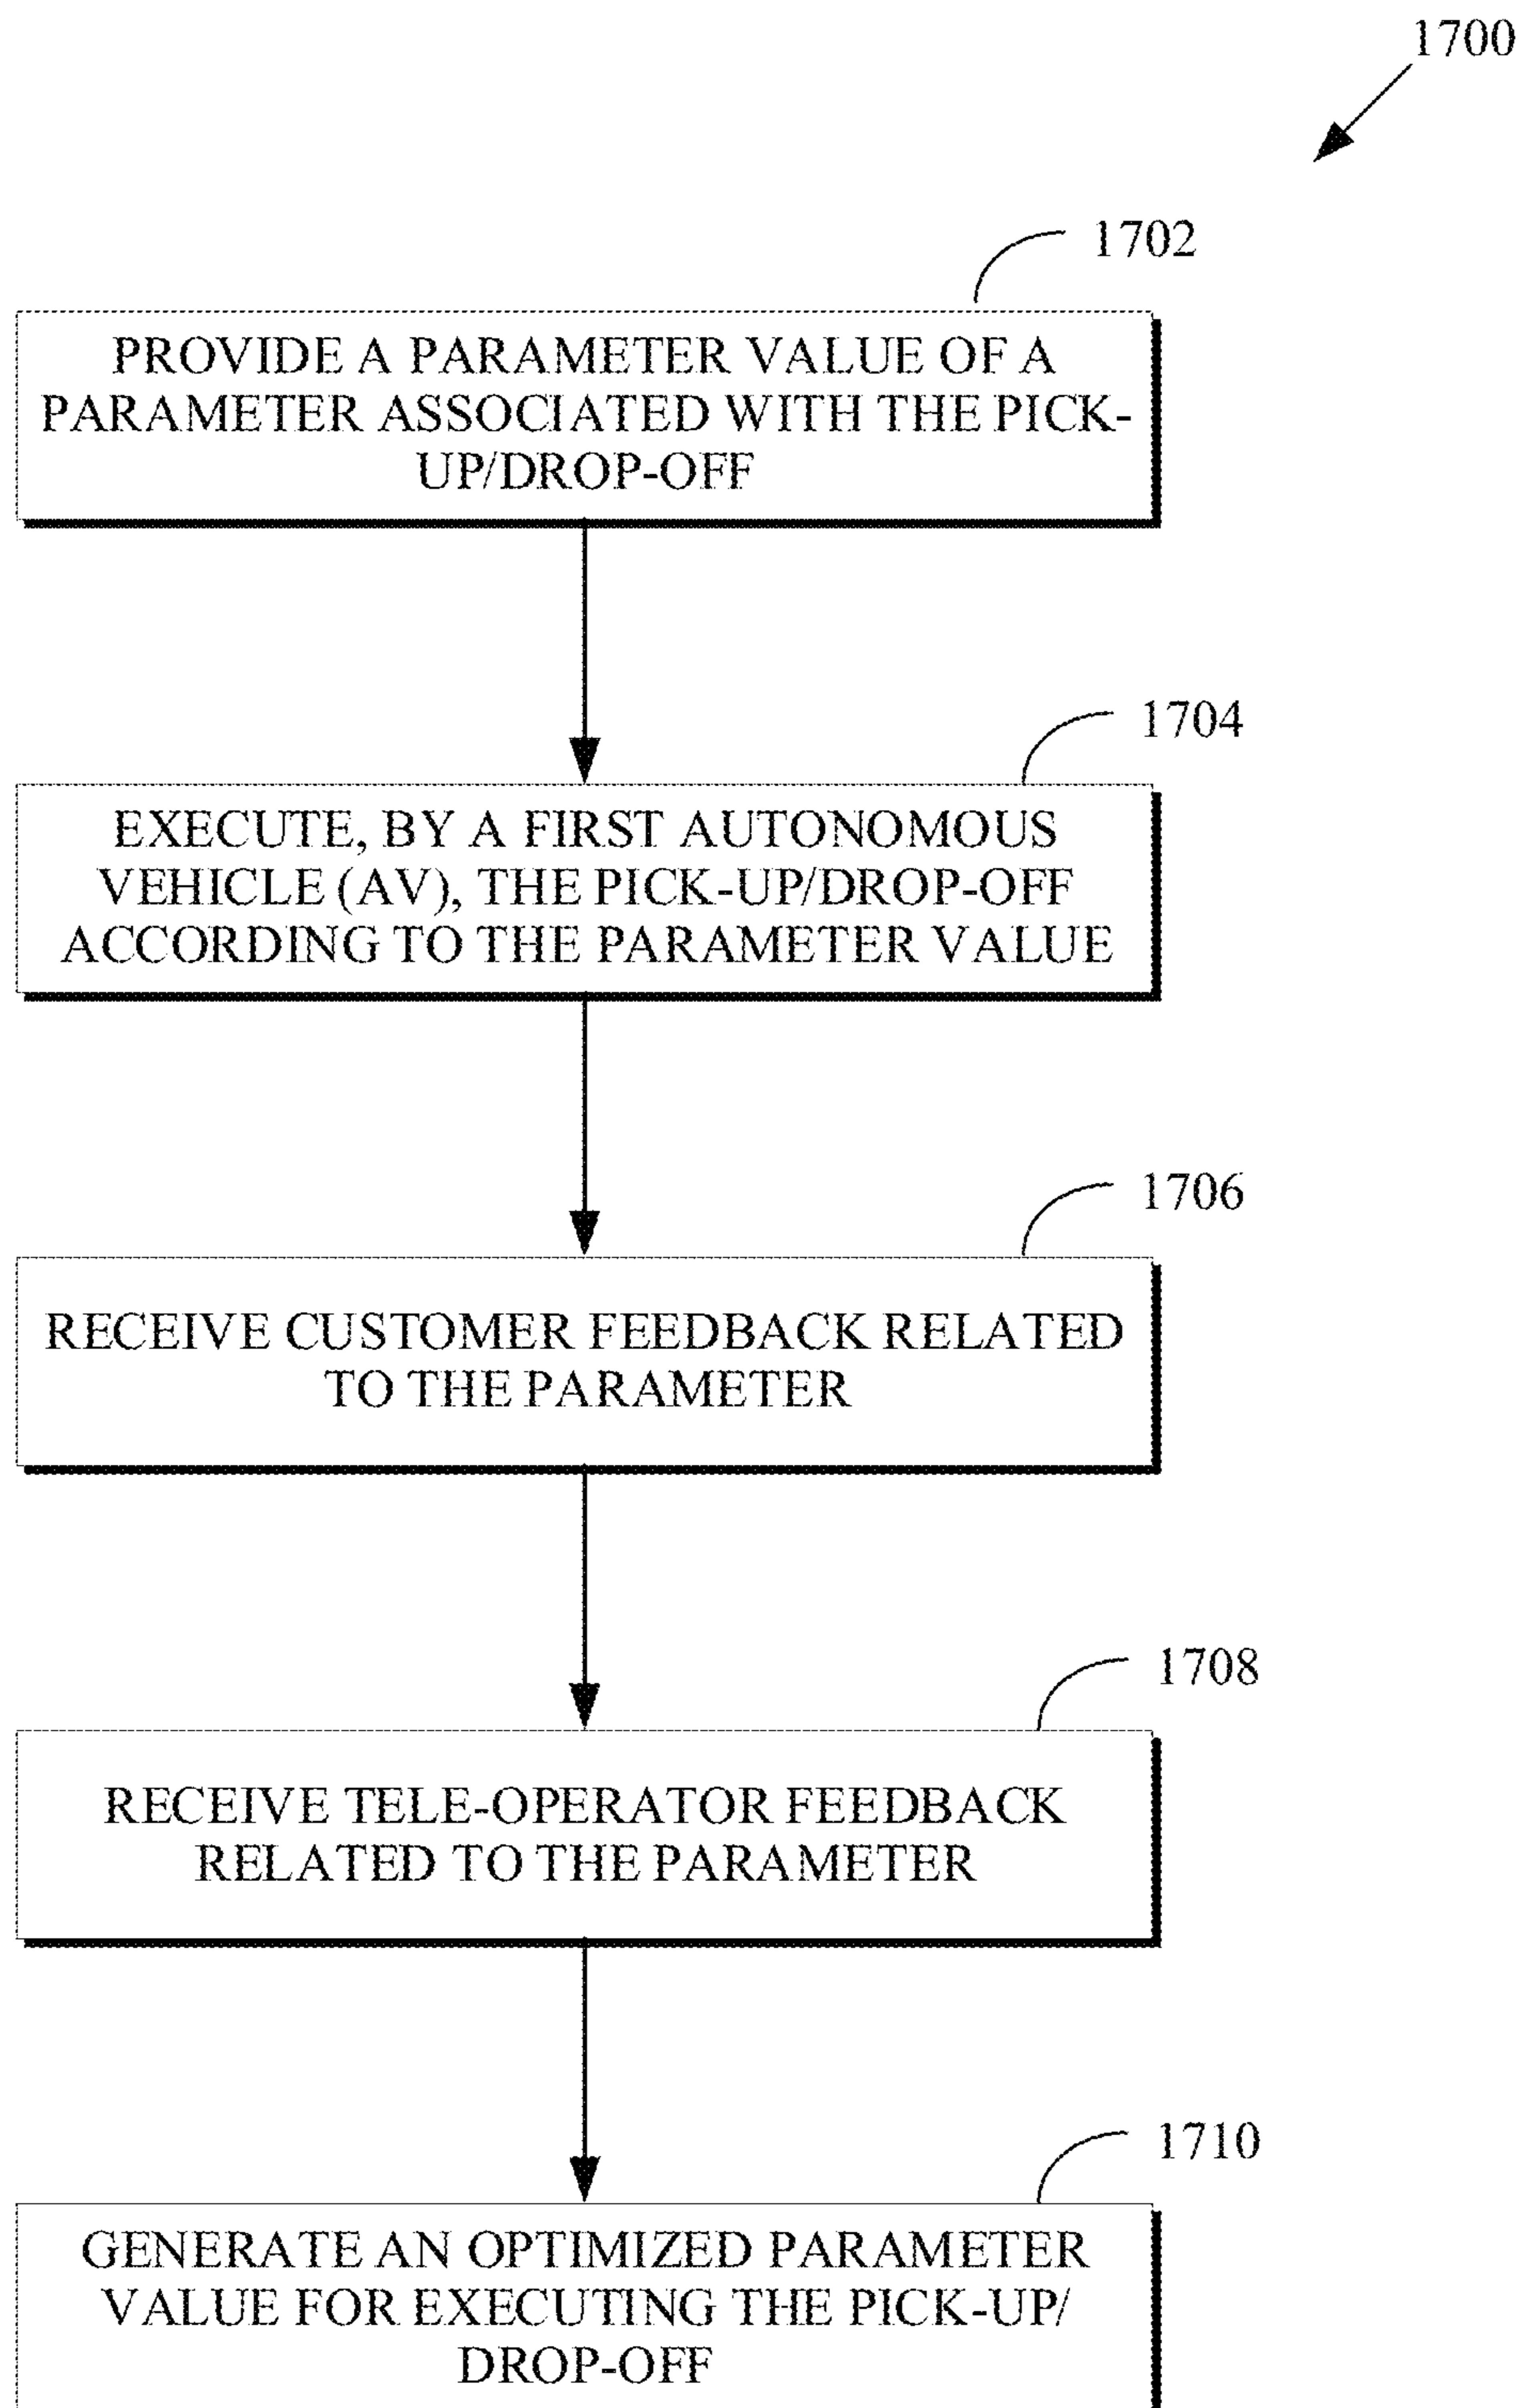 1700
1702
PROVIDE A PARAMETER VALUE OF A
PARAMETER ASSOCIATED WITH THE PICK-
UP/DROP-OFF
1704
EXECUTE, BY A FIRST AUTONOMOUS
VEHICLE (AV), THE PICK-UP/DROP-OFF
ACCORDING TO THE PARAMETER VALUE
1706
RECEIVE CUSTOMER FEEDBACK RELATED
TO THE PARAMETER
1708
RECEIVE TELE-OPERATOR FEEDBACK
RELATED TO THE PARAMETER
1710
GENERATE AN OPTIMIZED PARAMETER
VALUE FOR EXECUTING THE PICK-UP/
DROP-OFF